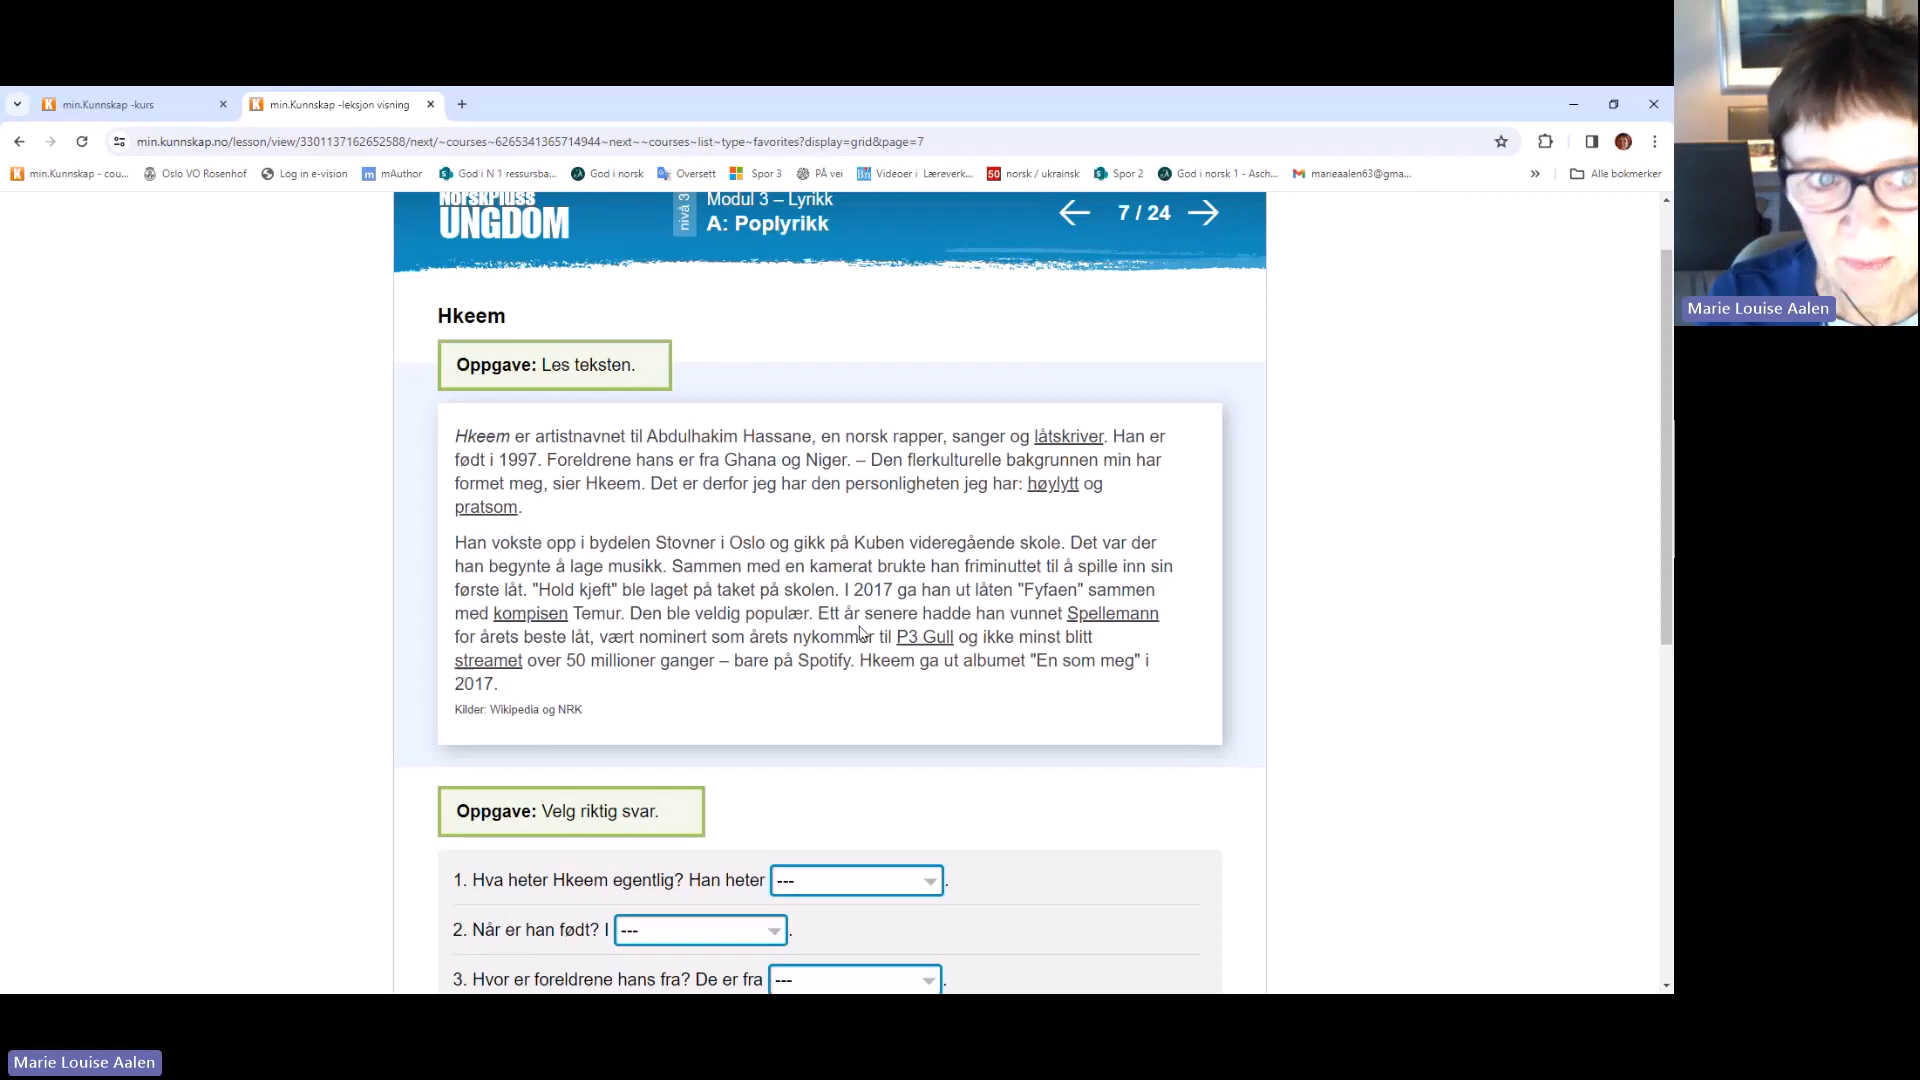 min.Kunnskap -kurs
min.Kunnskap -leksjon visning
min.kunnskap.no/lesson/view/3301137162652588/next/~courses~6265341365714944~next~~courses~list~type~favorites?display=grid&page=7
min.Kunnskap - cou... Oslo VO Rosenhof Log in e-vision mAuthor God i N 1 ressursba... God i norsk Oversett Spor 3 PÅ vei Videoer i Læreverk... norsk / ukrainsk Spor 2 God i norsk 1 - Asch... marieaalen63@gma... » Alle bokmerker
NorskPluss
UNGDOM
nivå 3
Modul 3 – Lyrikk
A: Poplyrikk
7 / 24
Hkeem
Oppgave: Les teksten.
Hkeem er artistnavnet til Abdulhakim Hassane, en norsk rapper, sanger og låtskriver. Han er
født i 1997. Foreldrene hans er fra Ghana og Niger. – Den flerkulturelle bakgrunnen min har
formet meg, sier Hkeem. Det er derfor jeg har den personligheten jeg har: høylytt og
pratsom.
Han vokste opp i bydelen Stovner i Oslo og gikk på Kuben videregående skole. Det var der
han begynte å lage musikk. Sammen med en kamerat brukte han friminuttet til å spille inn sin
første låt. "Hold kjeft" ble laget på taket på skolen. I 2017 ga han ut låten "Fyfaen" sammen
med kompisen Temur. Den ble veldig populær. Ett år senere hadde han vunnet Spellemann
for årets beste låt, vært nominert som årets nykommer til P3 Gull og ikke minst blitt
streamet over 50 millioner ganger – bare på Spotify. Hkeem ga ut albumet "En som meg" i
2017.
Kilder: Wikipedia og NRK
Oppgave: Velg riktig svar.
1. Hva heter Hkeem egentlig? Han heter --- .
2. Når er han født? I --- .
3. Hvor er foreldrene hans fra? De er fra --- .
Marie Louise Aalen
Marie Louise Aalen